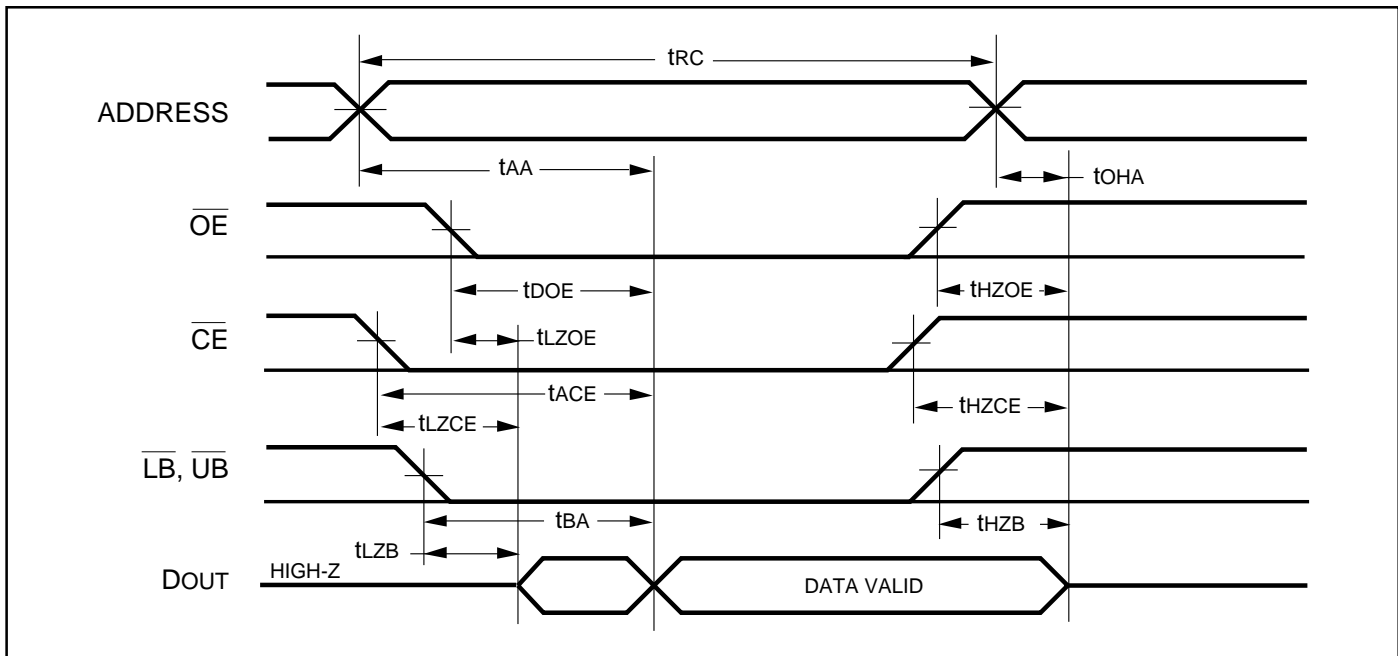 tRC
ADDRESS
tAA
tOHA
OE
tDOE
tHZOE
CE
tLZOE
tACE
tHZCE
tLZCE
LB, UB
tBA
tHZB
tLZB
DOUT
HIGH-Z
DATA VALID